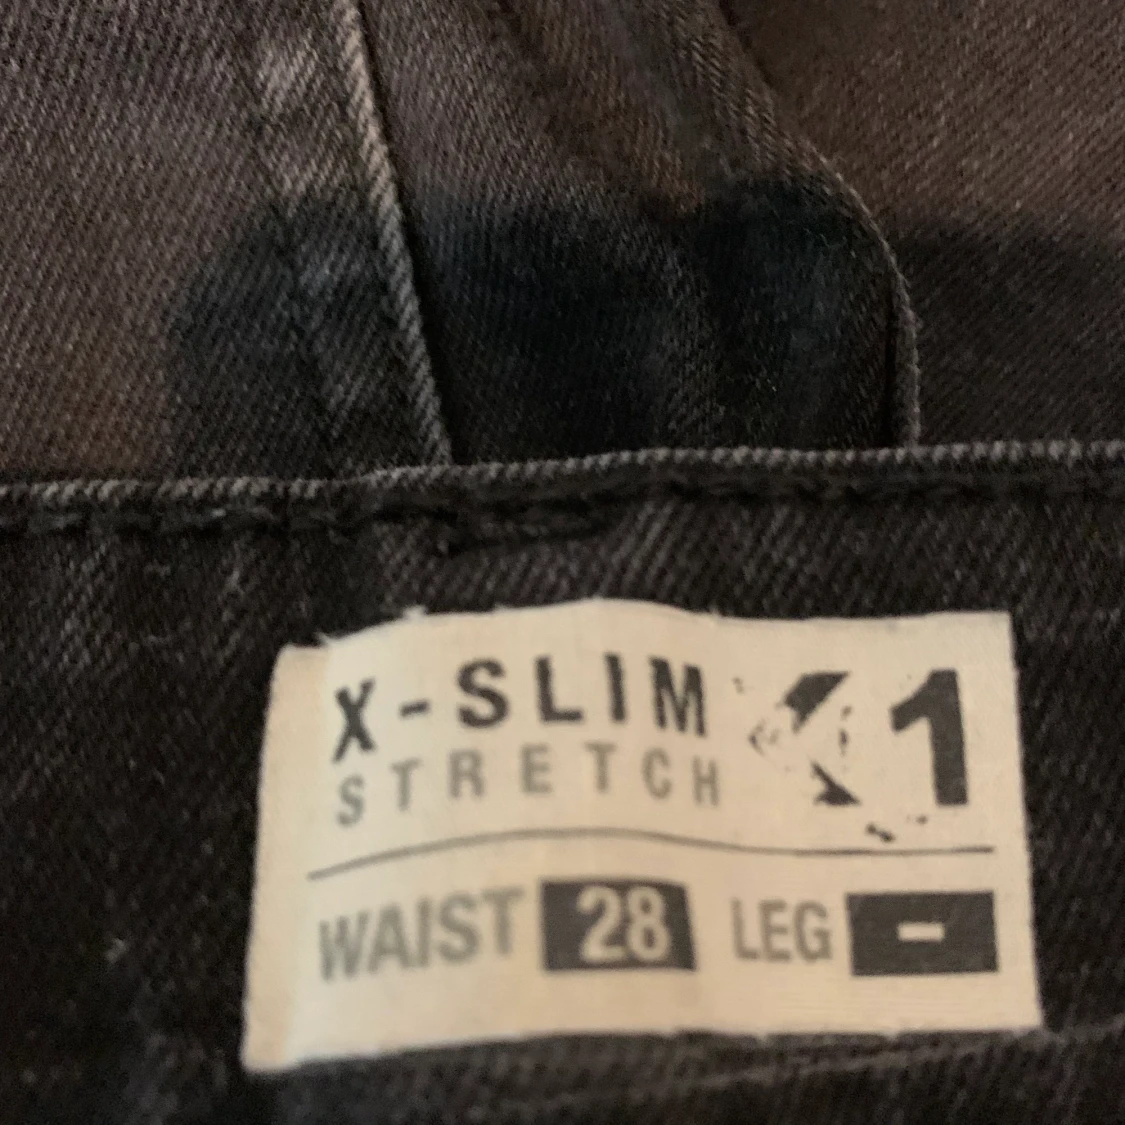 X-SLIM 1
STRETCH
WAIST 28 LEG -